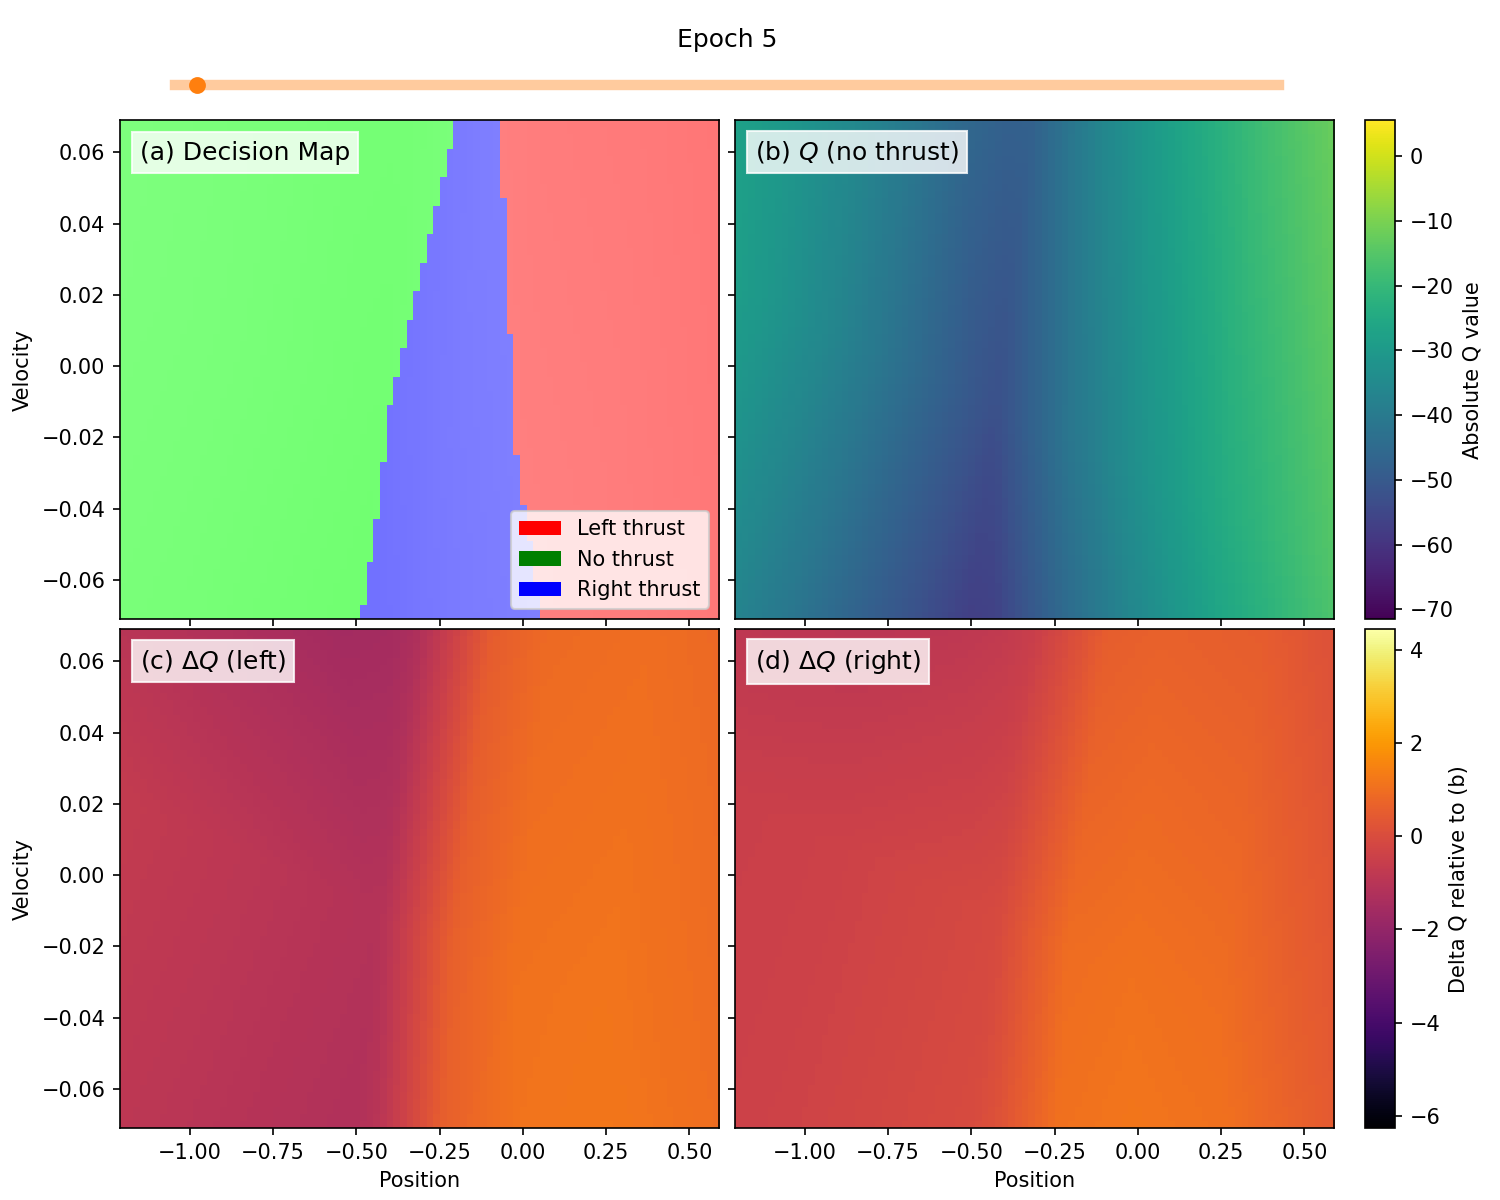 Epoch 5
(a) Decision Map
(b) Q (no thrust)
0.06
0.04
0.02
0.00
−0.02
−0.04
−0.06
Velocity
Left thrust
No thrust
Right thrust
0
−10
−20
−30
−40
−50
−60
−70
Absolute Q value
(c) ΔQ (left)
(d) ΔQ (right)
0.06
0.04
0.02
0.00
−0.02
−0.04
−0.06
Velocity
4
2
0
−2
−4
−6
Delta Q relative to (b)
−1.00 −0.75 −0.50 −0.25 0.00 0.25 0.50
Position
−1.00 −0.75 −0.50 −0.25 0.00 0.25 0.50
Position